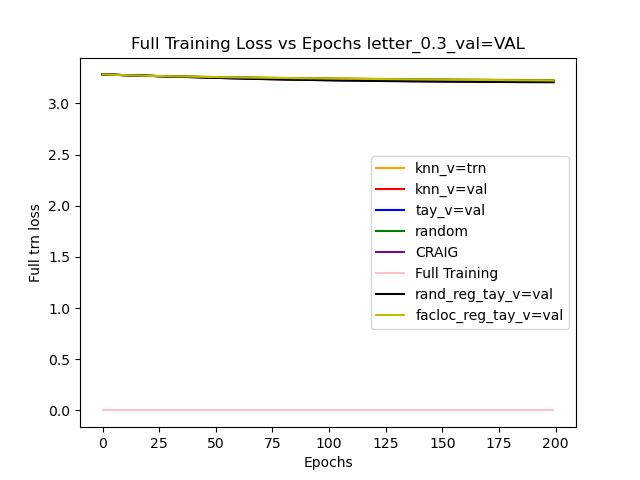 Full Training Loss vs Epochs letter_0.3_val=VAL
Full trn loss
3.0
2.5
2.0
1.5
1.0
0.5
0.0
knn_v=trn
knn_v=val
tay_v=val
random
CRAIG
Full Training
rand_reg_tay_v=val
facloc_reg_tay_v=val
0 25 50 75 100 125 150 175 200
Epochs